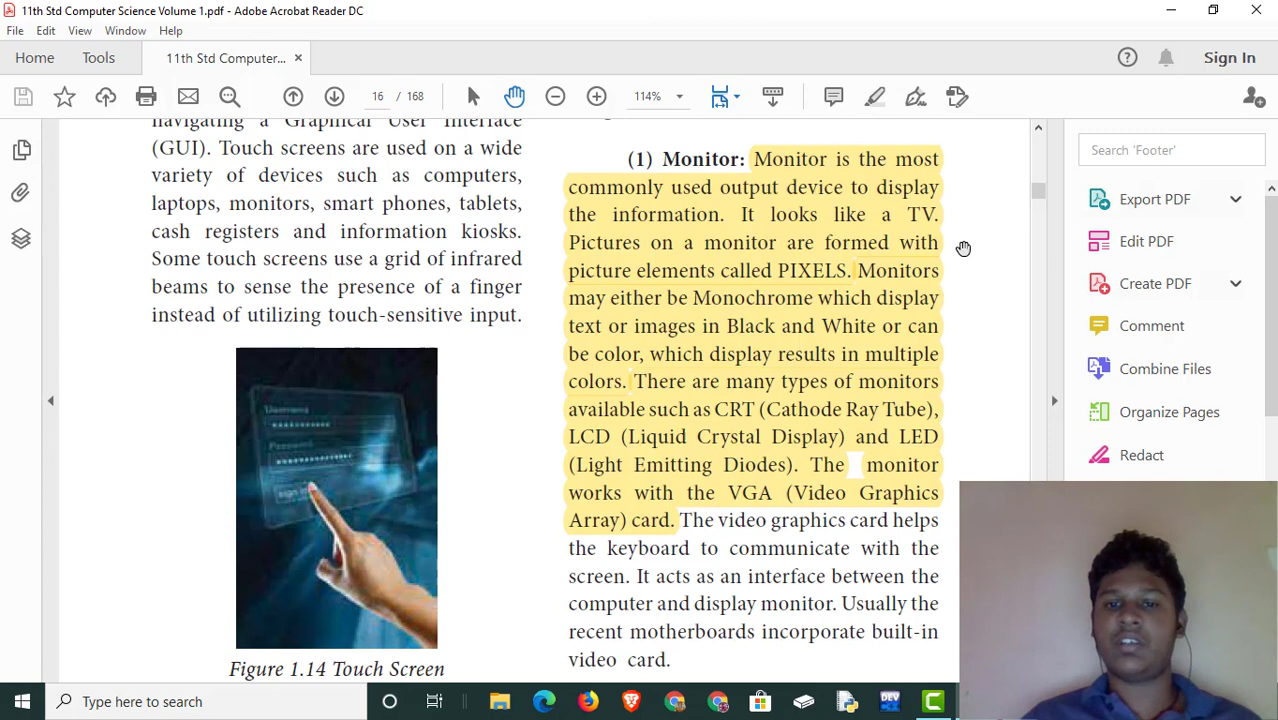 11th Std Computer Science Volume 1.pdf - Adobe Acrobat Reader DC
File Edit View Window Help
Home Tools 11th Std Computer... Sign In
16 / 168 114%
navigating a Graphical User Interface
(GUI). Touch screens are used on a wide
variety of devices such as computers,
laptops, monitors, smart phones, tablets,
cash registers and information kiosks.
Some touch screens use a grid of infrared
beams to sense the presence of a finger
instead of utilizing touch-sensitive input.
Username
Password
sign in
Figure 1.14 Touch Screen
(1) Monitor: Monitor is the most
commonly used output device to display
the information. It looks like a TV.
Pictures on a monitor are formed with
picture elements called PIXELS. Monitors
may either be Monochrome which display
text or images in Black and White or can
be color, which display results in multiple
colors. There are many types of monitors
available such as CRT (Cathode Ray Tube),
LCD (Liquid Crystal Display) and LED
(Light Emitting Diodes). The monitor
works with the VGA (Video Graphics
Array) card. The video graphics card helps
the keyboard to communicate with the
screen. It acts as an interface between the
computer and display monitor. Usually the
recent motherboards incorporate built-in
video card.
Search 'Footer'
Export PDF
Edit PDF
Create PDF
Comment
Combine Files
Organize Pages
Redact
Type here to search
DEV